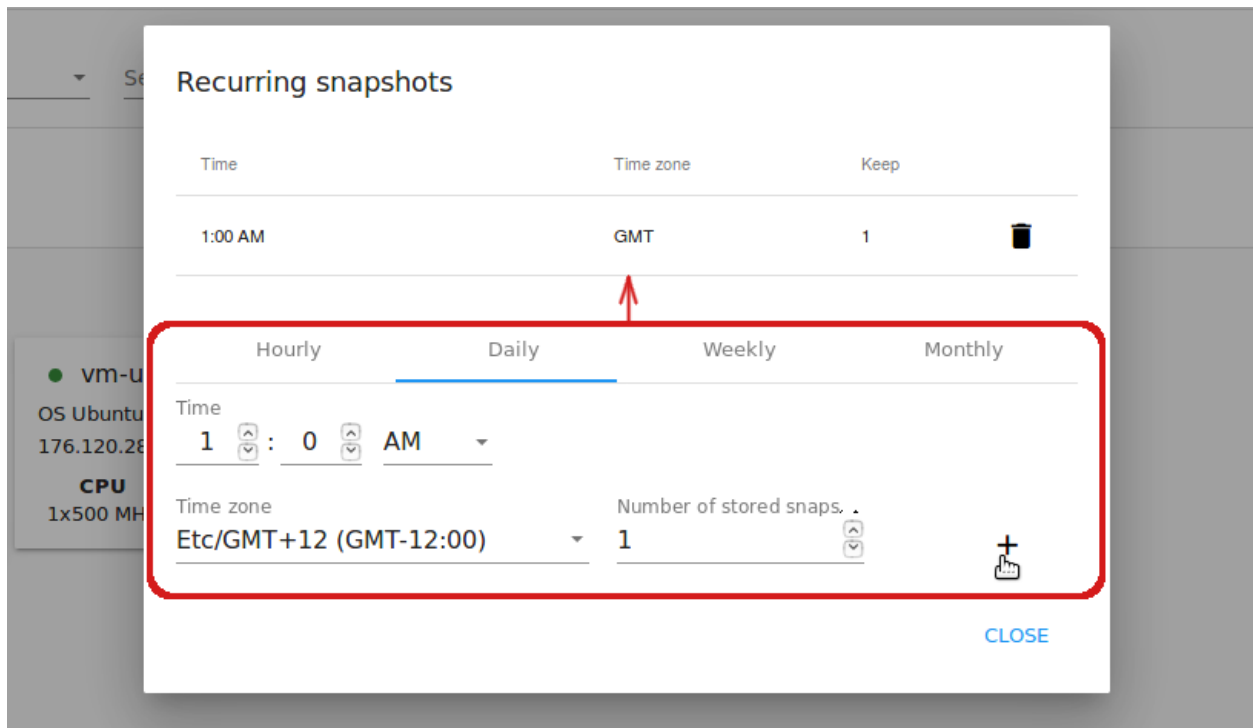 Recurring snapshots
Time Time zone Keep
1:00 AM GMT 1
Hourly Daily Weekly Monthly
vm-u
OS Ubuntu
176.120.28
CPU
1x500 MH
Time
1 : 0 AM
Time zone Number of stored snaps
Etc/GMT+12 (GMT-12:00) 1
+
CLOSE